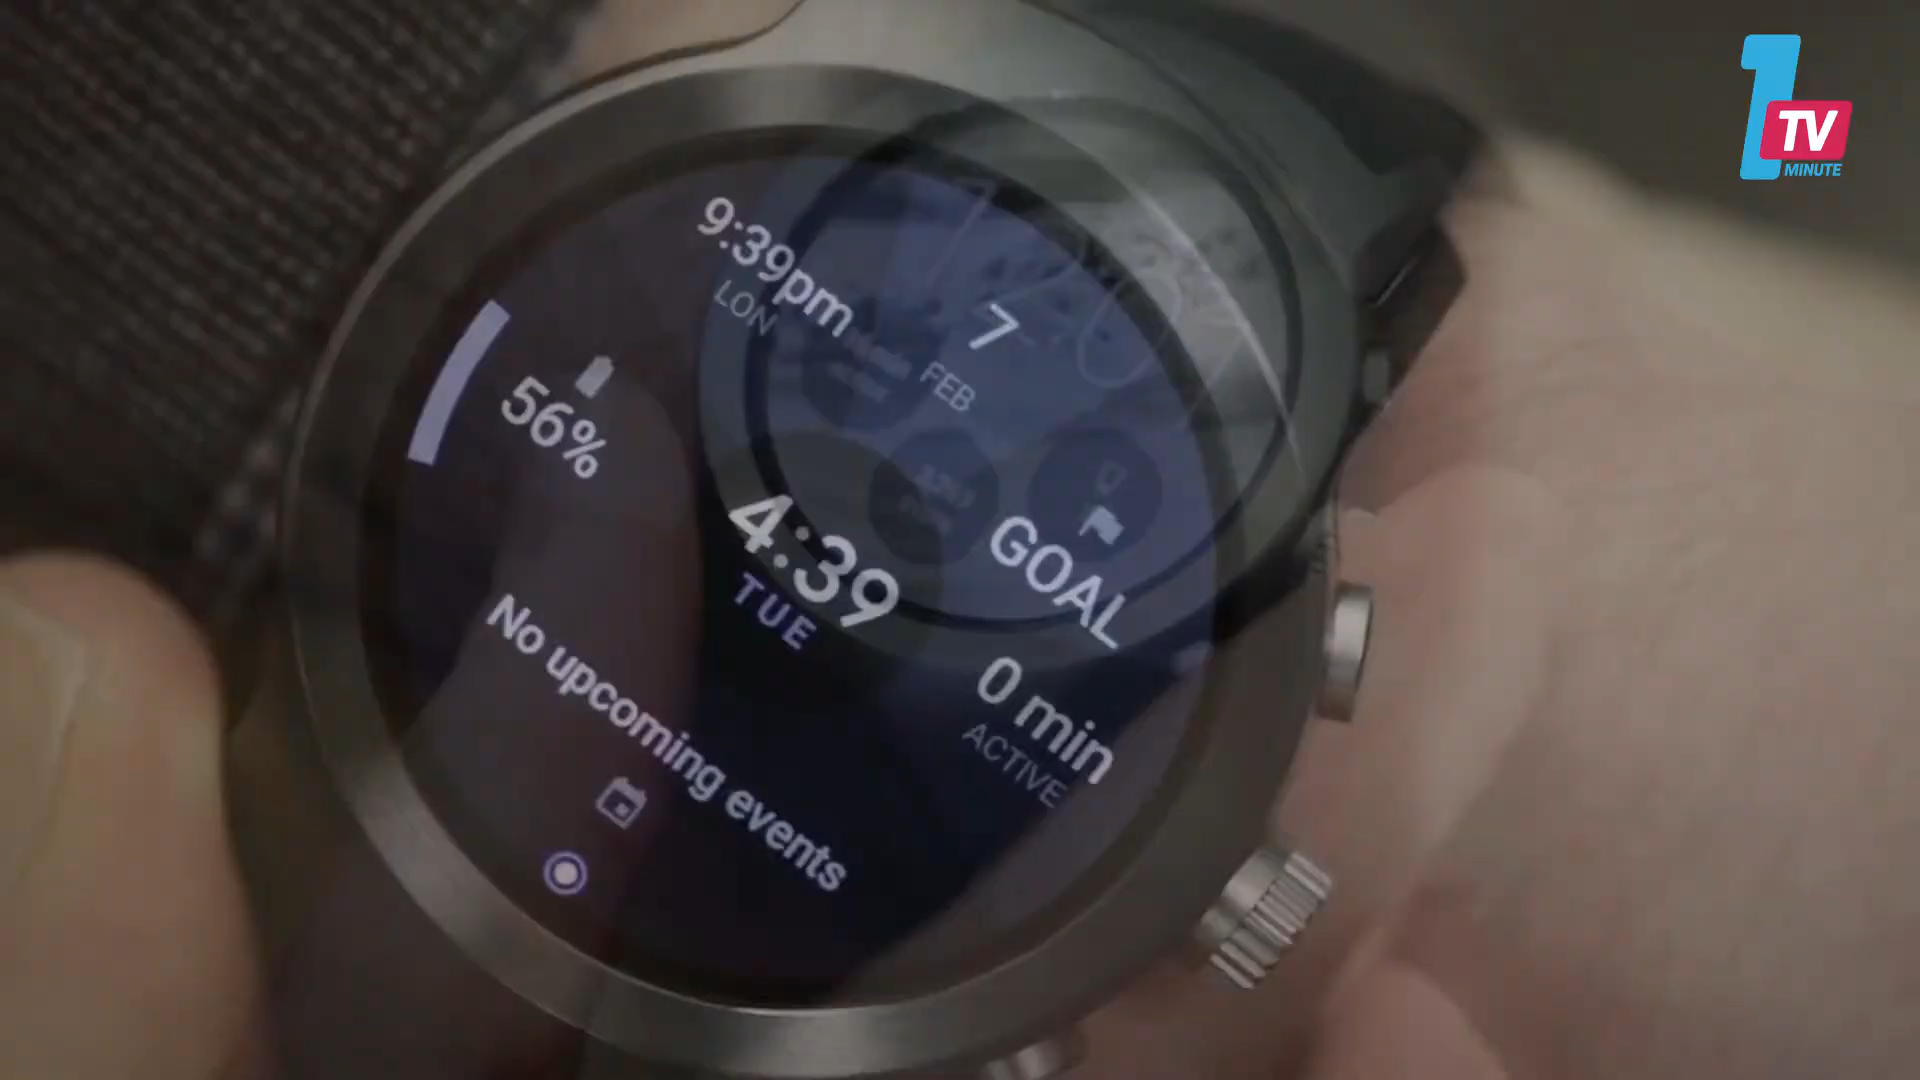 1
TV
MINUTE
9:39pm
LON
7
FEB
56%
4:39
TUE
GOAL
0 min
ACTIVE
No upcoming events